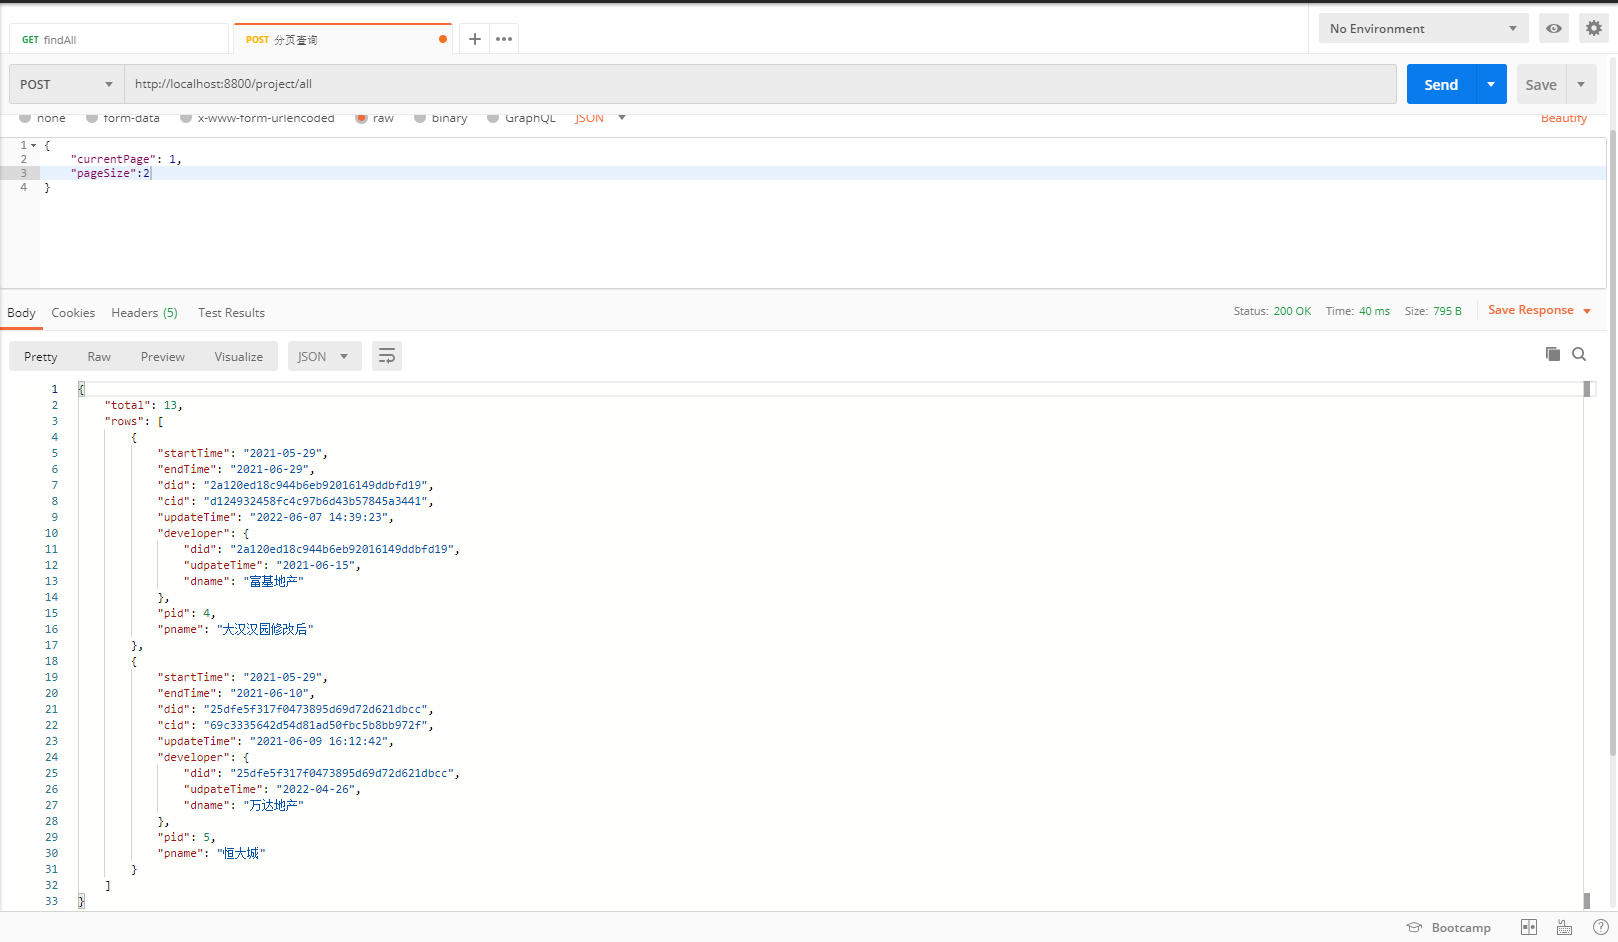 GET findAll
POST 分页查询
No Environment
POST http://localhost:8800/project/all Send Save
none form-data x-www-form-urlencoded raw binary GraphQL JSON Beautify
1 {
2 "currentPage": 1,
3 "pageSize":2
4 }
Body Cookies Headers (5) Test Results Status: 200 OK Time: 40 ms Size: 795 B Save Response
Pretty Raw Preview Visualize JSON
1 {
2 "total": 13,
3 "rows": [
4 {
5 "startTime": "2021-05-29",
6 "endTime": "2021-06-29",
7 "did": "2a120ed18c944b6eb92016149ddbfd19",
8 "cid": "d124932458fc4c97b6d43b57845a3441",
9 "updateTime": "2022-06-07 14:39:23",
10 "developer": {
11 "did": "2a120ed18c944b6eb92016149ddbfd19",
12 "udpateTime": "2021-06-15",
13 "dname": "富基地产"
14 },
15 "pid": 4,
16 "pname": "大汉汉园修改后"
17 },
18 {
19 "startTime": "2021-05-29",
20 "endTime": "2021-06-10",
21 "did": "25dfe5f317f0473895d69d72d621dbcc",
22 "cid": "69c3335642d54d81ad50fbc5b8bb972f",
23 "updateTime": "2021-06-09 16:12:42",
24 "developer": {
25 "did": "25dfe5f317f0473895d69d72d621dbcc",
26 "udpateTime": "2022-04-26",
27 "dname": "万达地产"
28 },
29 "pid": 5,
30 "pname": "恒大城"
31 }
32 ]
33 }
Bootcamp